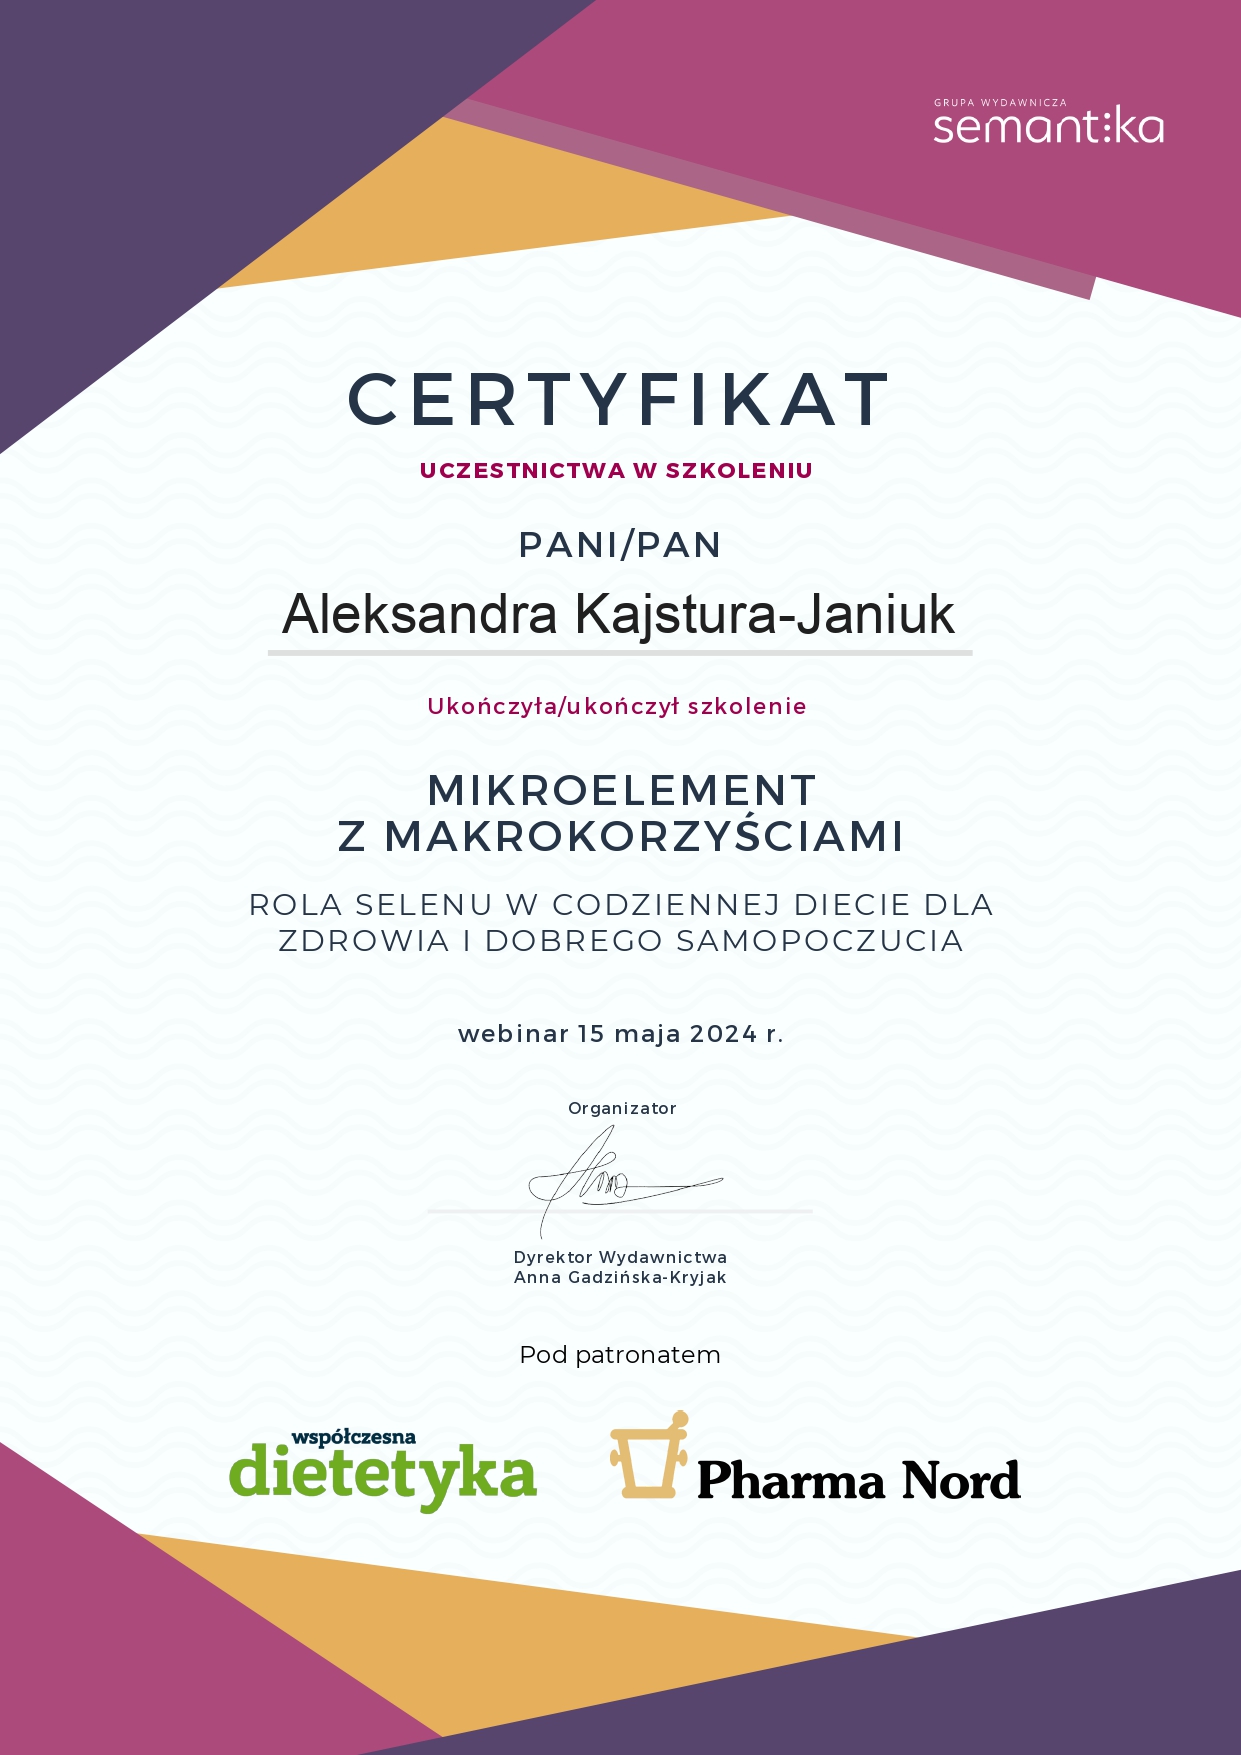 GRUPA WYDAWNICZA
semantika
CERTYFIKAT
UCZESTNICTWA W SZKOLENIU
PANI/PAN
Aleksandra Kajstura-Janiuk
Ukończyła/ukończył szkolenie
MIKROELEMENT
Z MAKROKORZYŚCIAMI
ROLA SELENU W CODZIENNEJ DIECIE DLA
ZDROWIA I DOBREGO SAMOPOCZUCIA
webinar 15 maja 2024 r.
Organizator
Dyrektor Wydawnictwa
Anna Gadzińska-Kryjak
Pod patronatem
współczesna
dietetyka
Pharma Nord